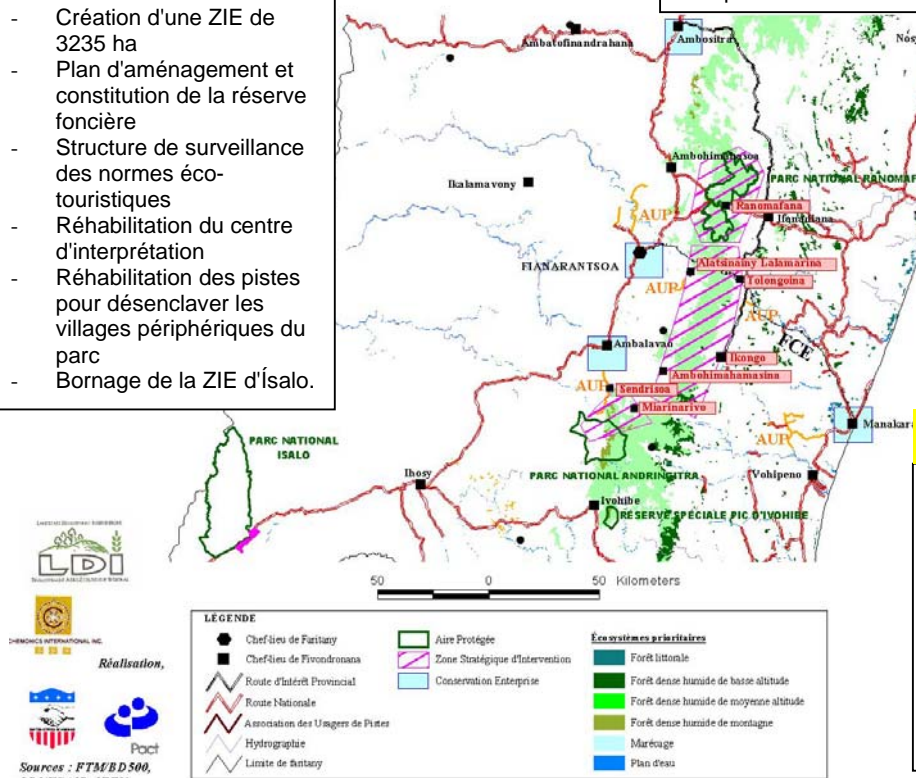 - Création d'une ZIE de
3235 ha
- Plan d'aménagement et
constitution de la réserve
foncière
- Structure de surveillance
des normes éco-
touristiques
- Réhabilitation du centre
d'interprétation
- Réhabilitation des pistes
pour désenclaver les
villages périphériques du
parc
- Bornage de la ZIE d'Ísalo.
Ambatofinandrahana
Ambositra
Ambohimahasoa
Ikalamavony
PARC NATIONAL RANOMAF
Ranomafana
AUP
Ifanadiana
FIANARANTSOA
Alatsinainy Lalamarina
Tolongoina
AUP
AUP
FCE
Ambalavao
Ikongo
Ambohimahamasina
AUP
Sendrisoa
Miarinarivo
Manakara
AUP
PARC NATIONAL
ISALO
PARC NATIONAL ANDRINGITRA
Vohipeno
Ihosy
Ivohibe
RÉSERVE SPÉCIALE PIC D'IVOHIBE
LDI
50 0 50 Kilometers
CHEMONICS INTERNATIONAL INC.
Réalisation,
Pact
Sources : FTM/BD500,
LÉGENDE
Chef-lieu de Faritany
Chef-lieu de Fivondronana
Route d'Intérêt Provincial
Route Nationale
Association des Usagers de Pistes
Hydrographie
Limite de faritany
Aire Protégée
Zone Stratégique d'Intervention
Conservation Enterprise
Écosystèmes prioritaires
Forêt littorale
Forêt dense humide de basse altitude
Forêt dense humide de moyenne altitude
Forêt dense humide de montagne
Marécage
Plan d'eau